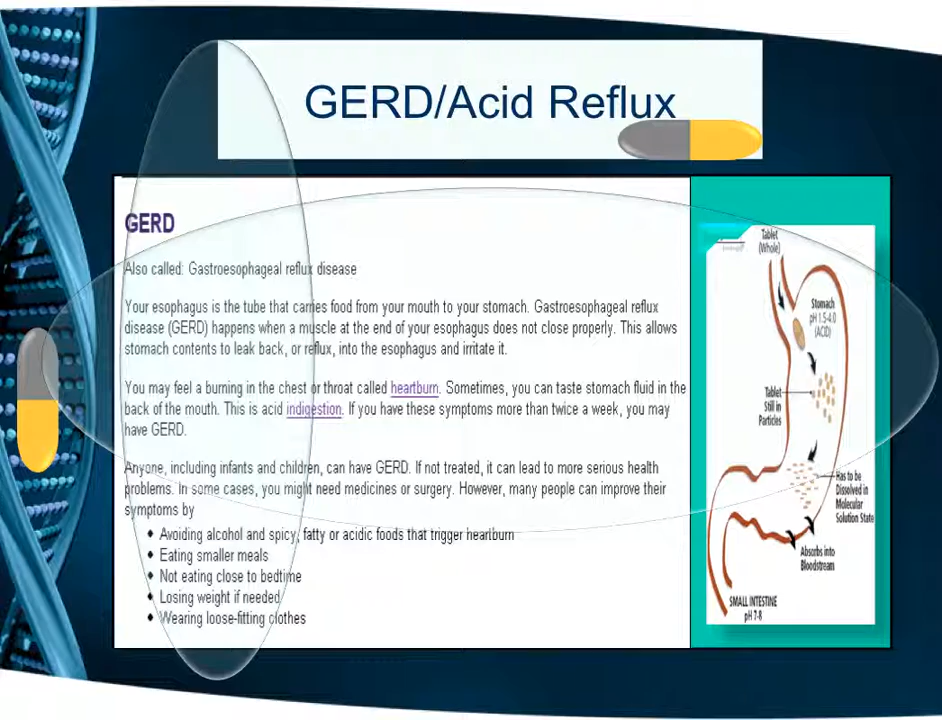 GERD/Acid Reflux
GERD
Also called: Gastroesophageal reflux disease
Your esophagus is the tube that carries food from your mouth to your stomach. Gastroesophageal reflux
disease (GERD) happens when a muscle at the end of your esophagus does not close properly. This allows
stomach contents to leak back, or reflux, into the esophagus and irritate it.
You may feel a burning in the chest or throat called heartburn. Sometimes, you can taste stomach fluid in the
back of the mouth. This is acid indigestion. If you have these symptoms more than twice a week, you may
have GERD.
Anyone, including infants and children, can have GERD. If not treated, it can lead to more serious health
problems. In some cases, you might need medicines or surgery. However, many people can improve their
symptoms by
• Avoiding alcohol and spicy, fatty or acidic foods that trigger heartburn
• Eating smaller meals
• Not eating close to bedtime
• Losing weight if needed
• Wearing loose-fitting clothes
Tablet
(Whole)
Stomach
pH 1.5-4.0
(ACID)
Tablet
Still in
Particles
Has to be
Dissolved in
Molecular
Solution State
Absorbs into
Bloodstream
SMALL INTESTINE
pH 7-8